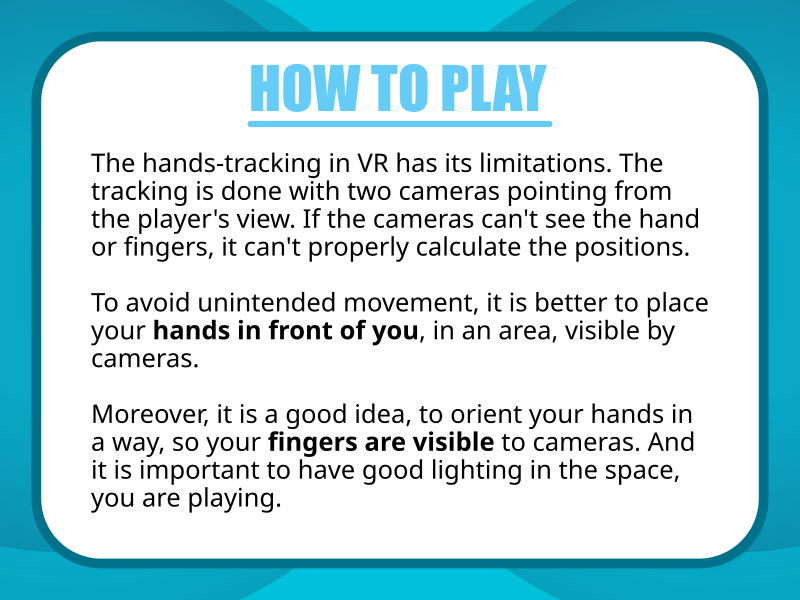 HOW TO PLAY
The hands-tracking in VR has its limitations. The
tracking is done with two cameras pointing from
the player's view. If the cameras can't see the hand
or fingers, it can't properly calculate the positions.
To avoid unintended movement, it is better to place
your hands in front of you, in an area, visible by
cameras.
Moreover, it is a good idea, to orient your hands in
a way, so your fingers are visible to cameras. And
it is important to have good lighting in the space,
you are playing.